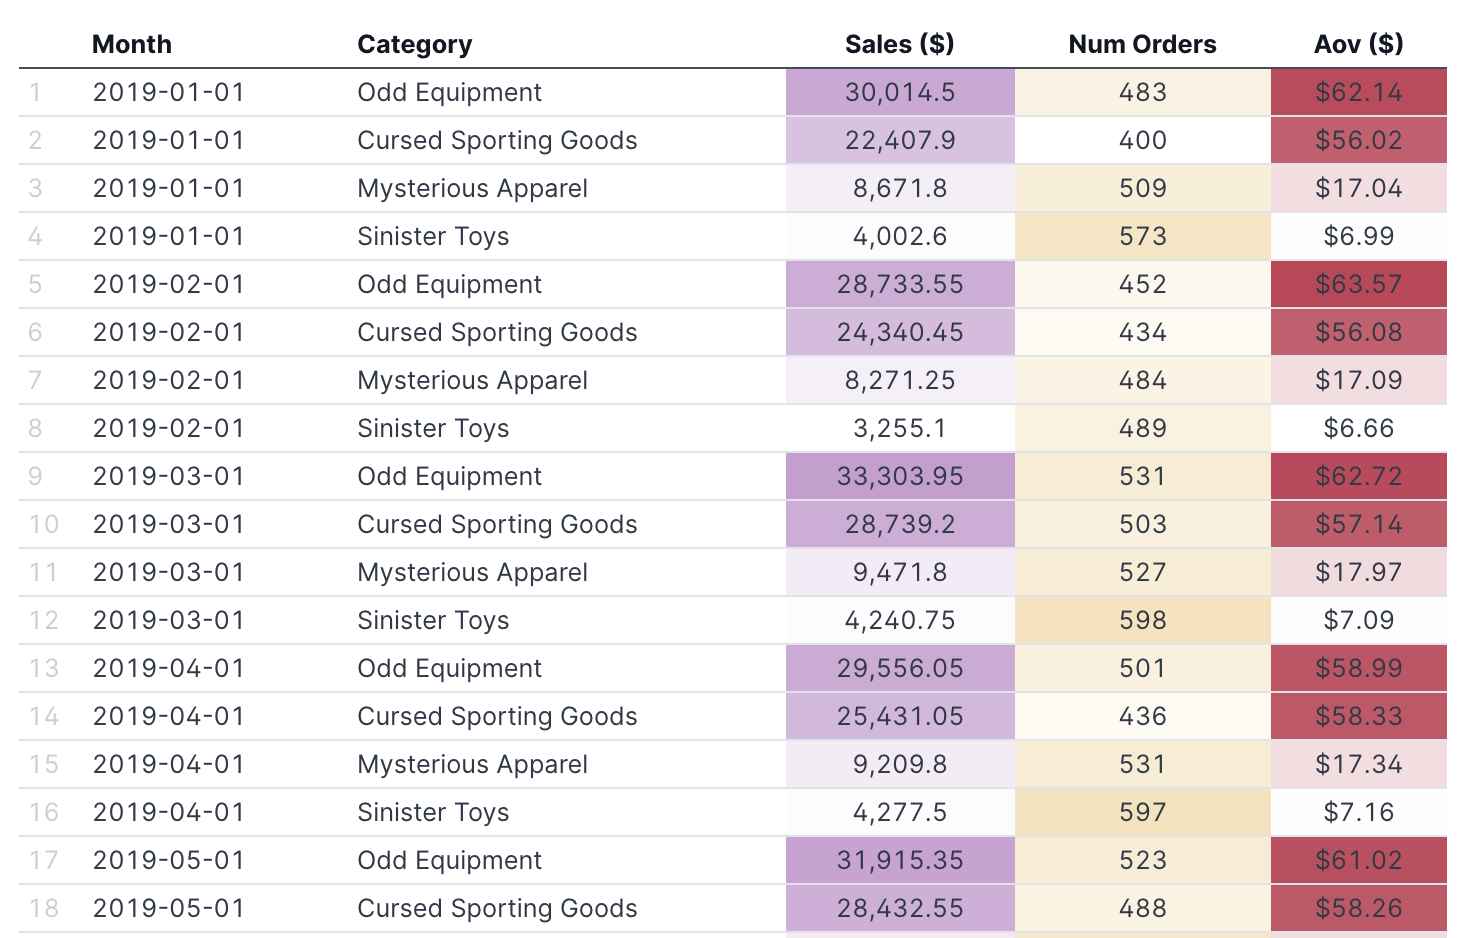 Month Category Sales ($) Num Orders Aov ($)
1 2019-01-01 Odd Equipment 30,014.5 483 $62.14
2 2019-01-01 Cursed Sporting Goods 22,407.9 400 $56.02
3 2019-01-01 Mysterious Apparel 8,671.8 509 $17.04
4 2019-01-01 Sinister Toys 4,002.6 573 $6.99
5 2019-02-01 Odd Equipment 28,733.55 452 $63.57
6 2019-02-01 Cursed Sporting Goods 24,340.45 434 $56.08
7 2019-02-01 Mysterious Apparel 8,271.25 484 $17.09
8 2019-02-01 Sinister Toys 3,255.1 489 $6.66
9 2019-03-01 Odd Equipment 33,303.95 531 $62.72
10 2019-03-01 Cursed Sporting Goods 28,739.2 503 $57.14
11 2019-03-01 Mysterious Apparel 9,471.8 527 $17.97
12 2019-03-01 Sinister Toys 4,240.75 598 $7.09
13 2019-04-01 Odd Equipment 29,556.05 501 $58.99
14 2019-04-01 Cursed Sporting Goods 25,431.05 436 $58.33
15 2019-04-01 Mysterious Apparel 9,209.8 531 $17.34
16 2019-04-01 Sinister Toys 4,277.5 597 $7.16
17 2019-05-01 Odd Equipment 31,915.35 523 $61.02
18 2019-05-01 Cursed Sporting Goods 28,432.55 488 $58.26